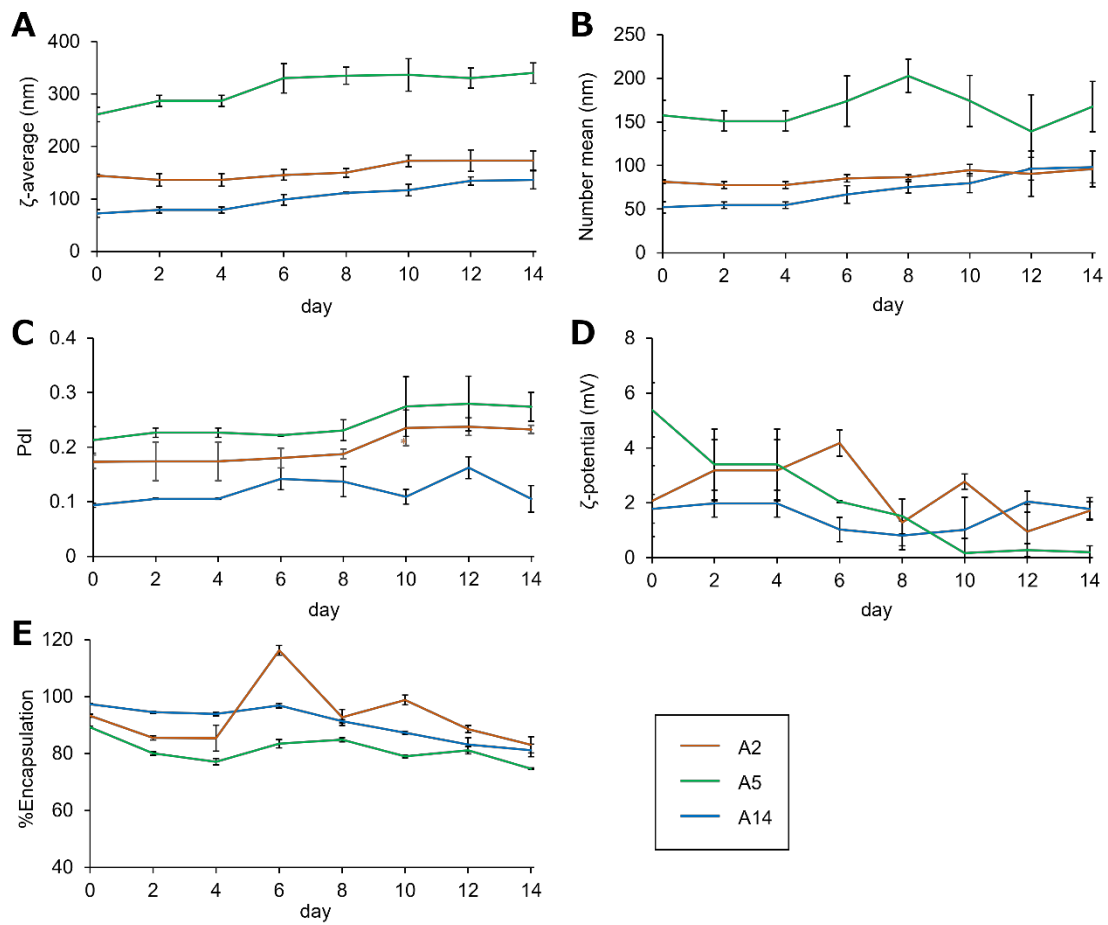 A
ζ-average (nm)
400
300
200
100
0
0 2 4 6 8 10 12 14
day
B
Number mean (nm)
250
200
150
100
50
0
0 2 4 6 8 10 12 14
day
C
PdI
0.4
0.3
0.2
0.1
0
0 2 4 6 8 10 12 14
day
D
ζ-potential (mV)
8
6
4
2
0
0 2 4 6 8 10 12 14
day
E
%Encapsulation
120
100
80
60
40
0 2 4 6 8 10 12 14
day
A2
A5
A14